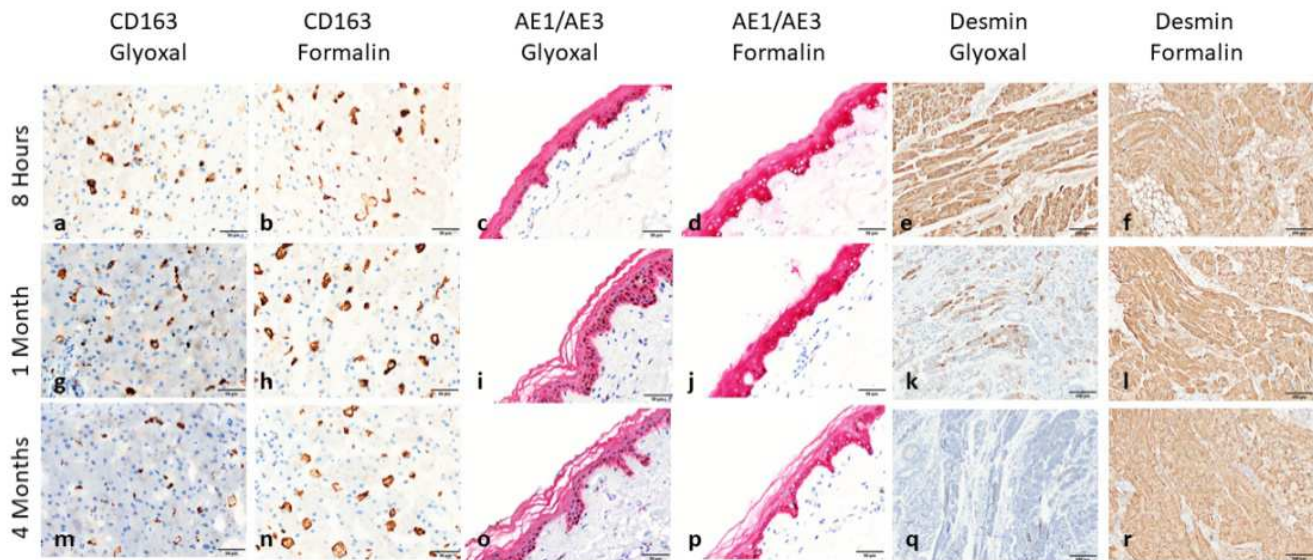 CD163
Glyoxal
CD163
Formalin
AE1/AE3
Glyoxal
AE1/AE3
Formalin
Desmin
Glyoxal
Desmin
Formalin
8 Hours
a
b
c
d
e
f
1 Month
g
h
i
j
k
l
4 Months
m
n
o
p
q
r